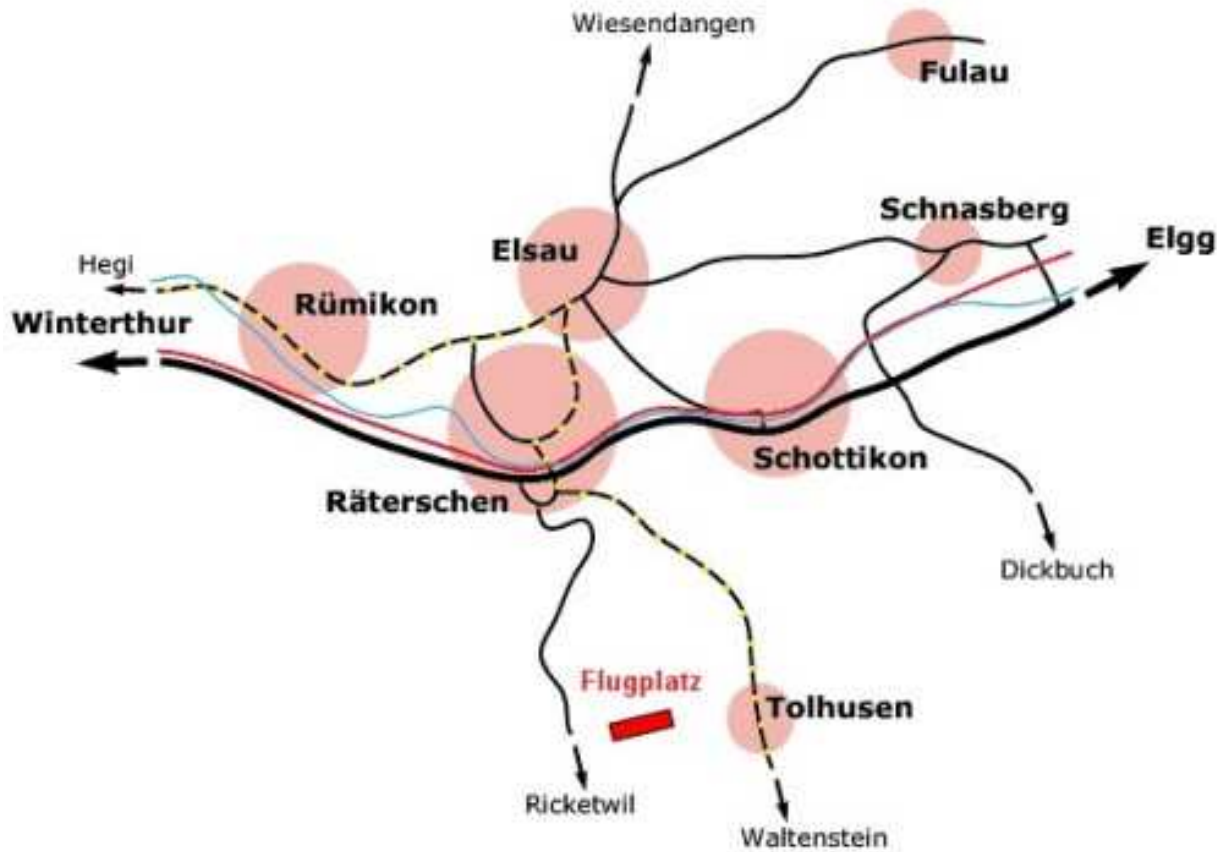 Wiesendangen
Fulau
Schnasberg
Elsau
Elgg
Hegi
Rümikon
Winterthur
Schottikon
Räterschen
Dickbuch
Flugplatz
Tolhusen
Ricketwil
Waltenstein